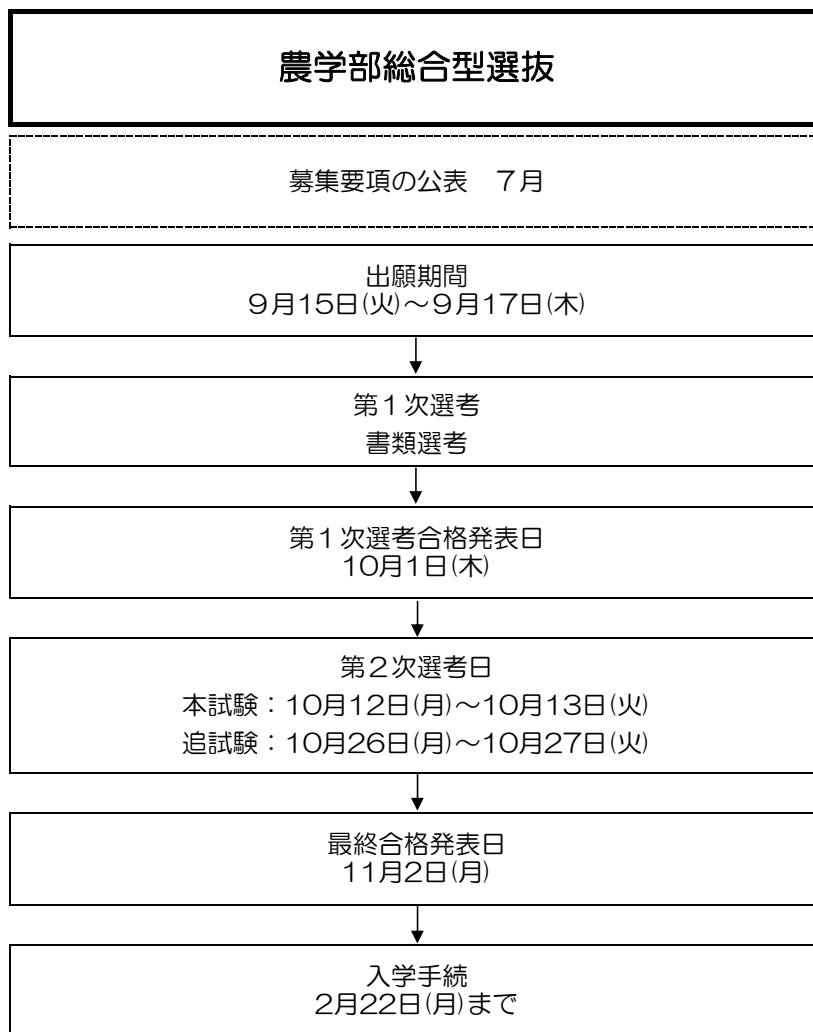 農学部総合型選抜
募集要項の公表　７月
出願期間
９月15日(火)～９月17日(木)
第１次選考
書類選考
第１次選考合格発表日
10月1日(木)
第２次選考日
本試験：10月12日(月)～10月13日(火)
追試験：10月26日(月)～10月27日(火)
最終合格発表日
11月2日(月)
入学手続
2月22日(月)まで